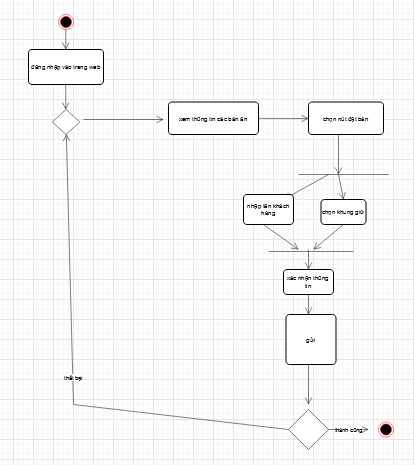 đăng nhập vào trang web
xem thông tin các bàn ăn
chọn nút đặt bàn
nhập tên khách
hàng
chọn khung giờ
xác nhận thông
tin
gửi
thất bại
thành công